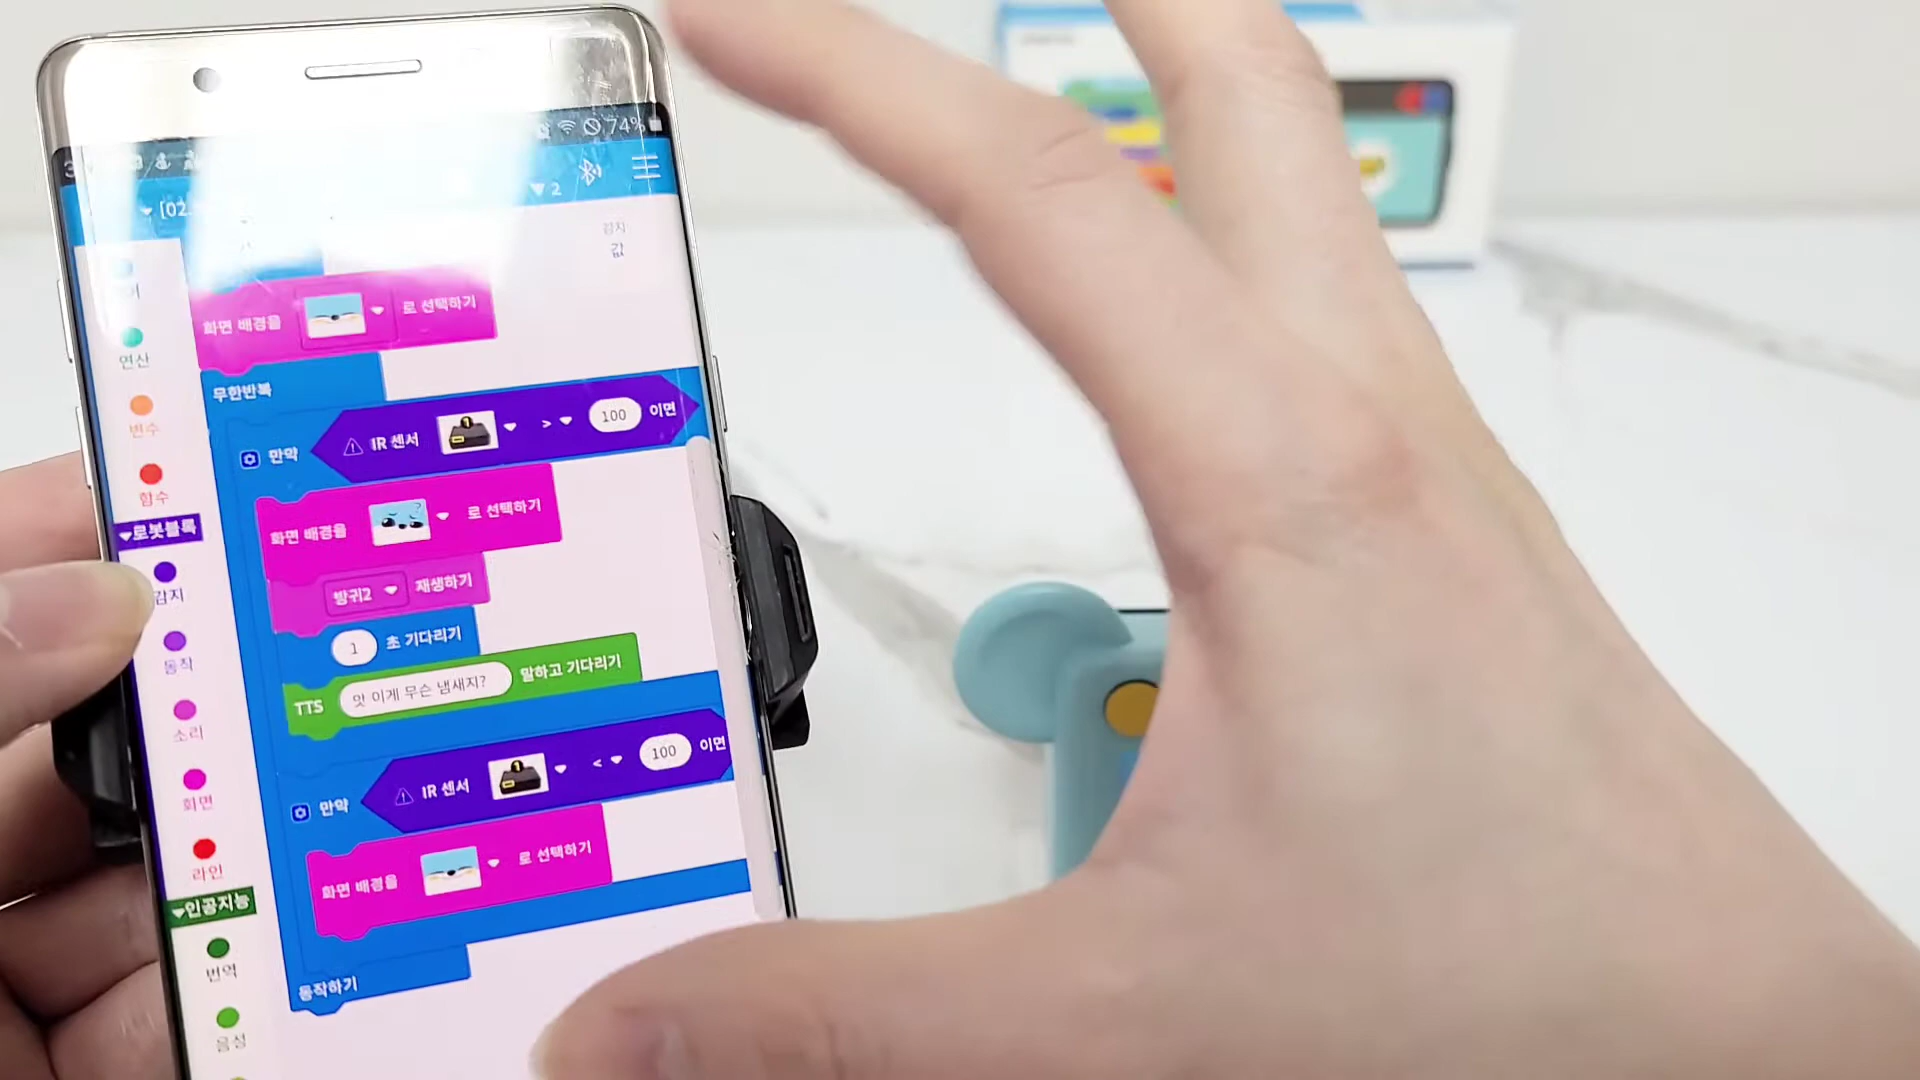 74%
2
[02.
감지
값
화면 배경을 로 선택하기
연산
무한반복
변수
만약 IR 센서 1 > 100 이면
함수
화면 배경을 로 선택하기
로봇블록
방귀2 재생하기
감지
1 초 기다리기
동작
TTS 앗 이게 무슨 냄새지? 말하고 기다리기
소리
만약 IR 센서 1 < 100 이면
화면
화면 배경을 로 선택하기
라인
인공지능
번역
동작하기
음성